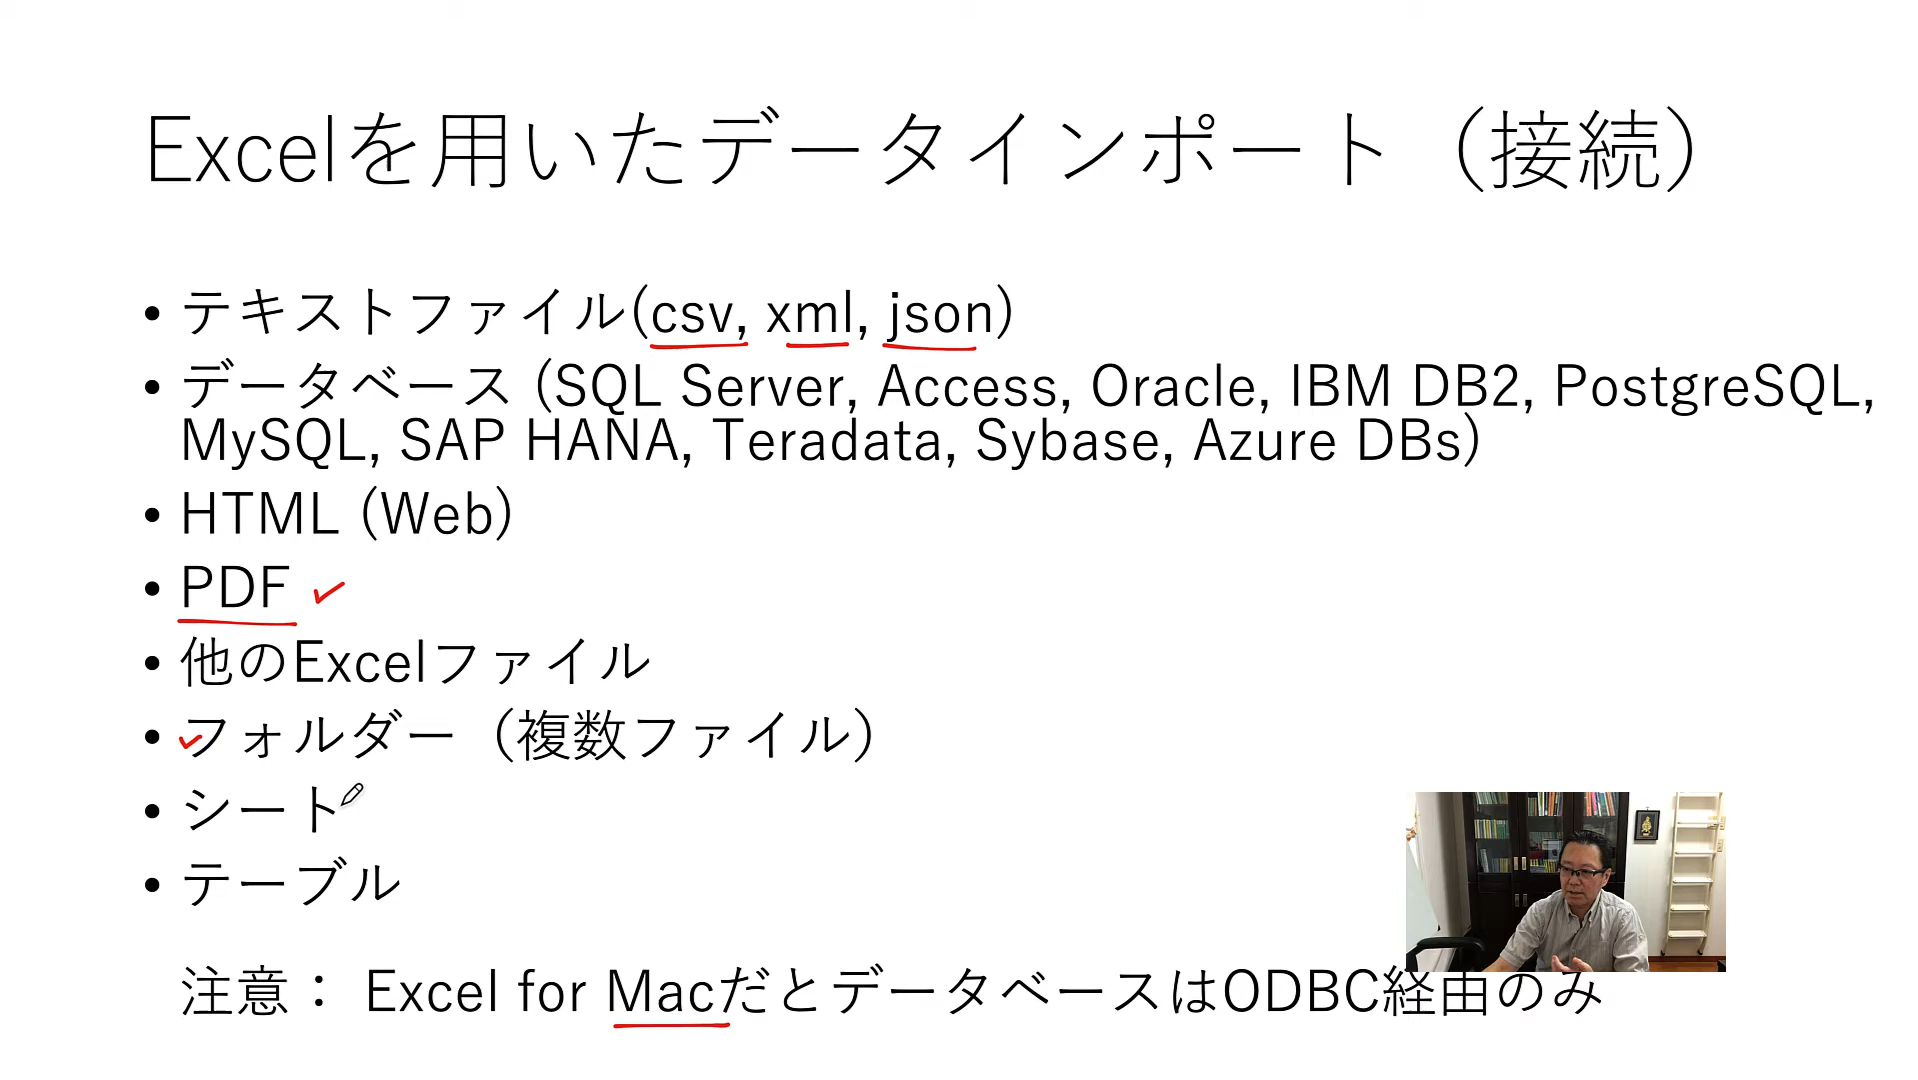 Excelを用いたデータインポート（接続）
• テキストファイル(csv, xml, json)
• データベース (SQL Server, Access, Oracle, IBM DB2, PostgreSQL,
MySQL, SAP HANA, Teradata, Sybase, Azure DBs)
• HTML (Web)
• PDF
• 他のExcelファイル
• フォルダー（複数ファイル）
• シート
• テーブル
注意： Excel for MacだとデータベースはODBC経由のみ